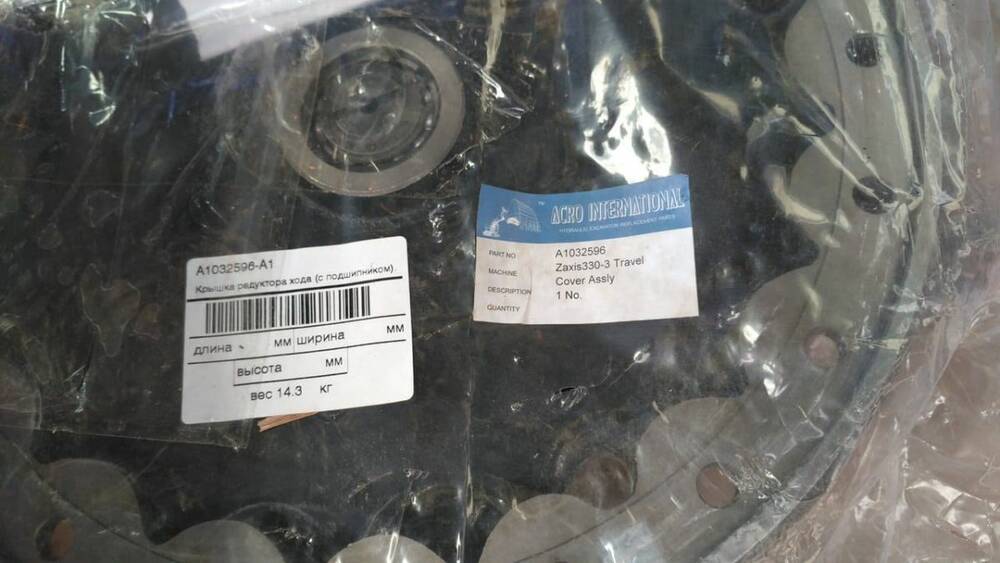 A1032596-A1
Крышка редуктора хода (с подшипником)
длина мм ширина мм
высота мм
вес 14.3 кг
ACRO INTERNATIONAL
HYDRAULIC EXCAVATOR REPLACEMENT PARTS
PART NO A1032596
MACHINE Zaxis330-3 Travel
DESCRIPTION Cover Assly
QUANTITY 1 No.